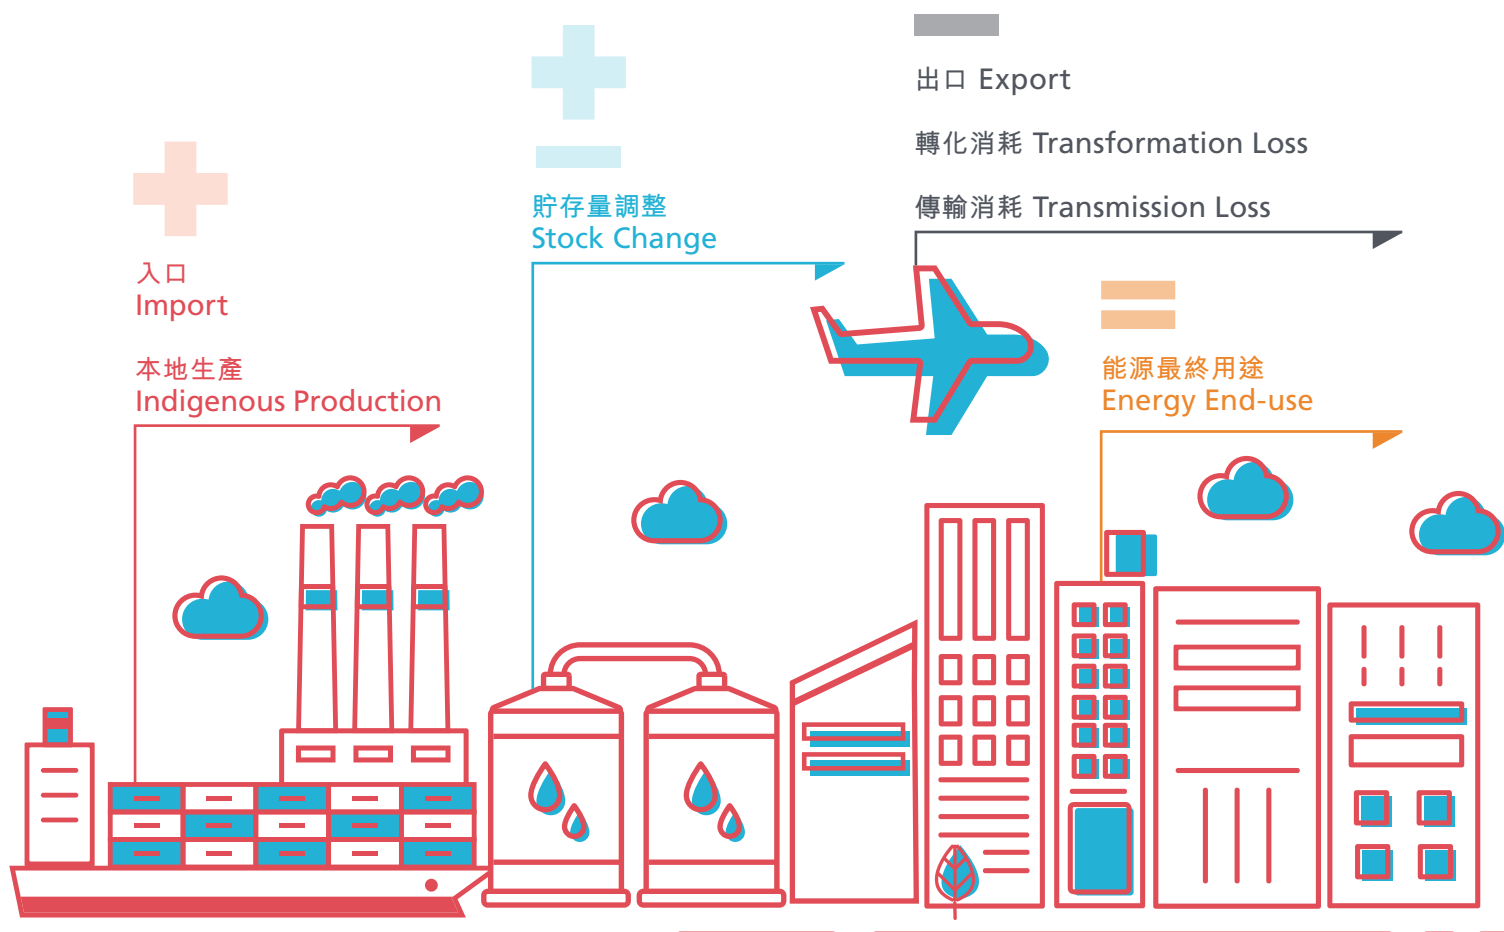 入口
Import
本地生產
Indigenous Production
貯存量調整
Stock Change
出口 Export
轉化消耗 Transformation Loss
傳輸消耗 Transmission Loss
能源最終用途
Energy End-use